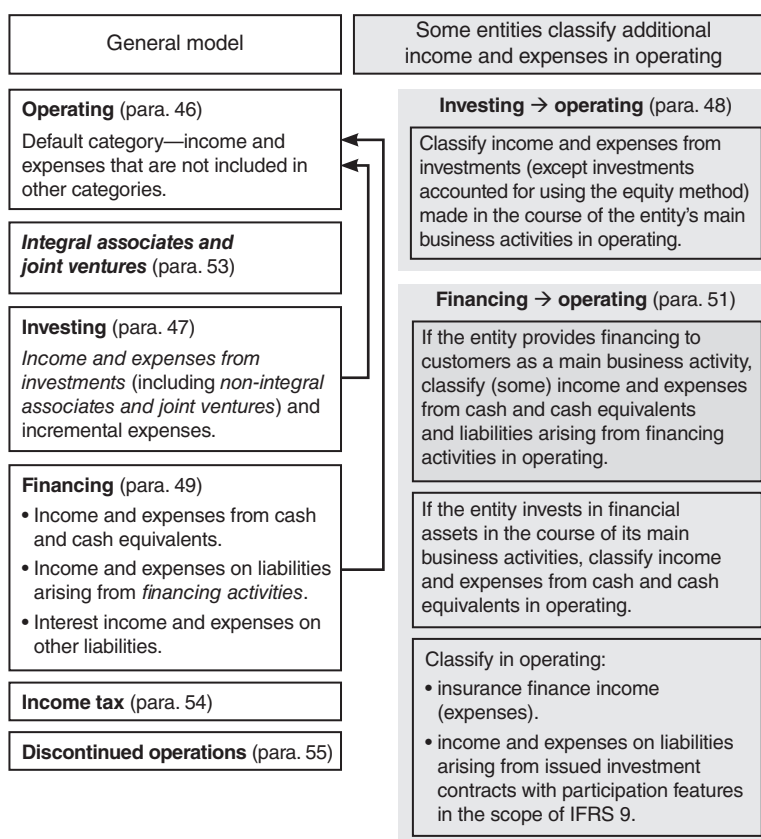 General model
Some entities classify additional
income and expenses in operating
Operating (para. 46)
Default category—income and
expenses that are not included in
other categories.
Integral associates and
joint ventures (para. 53)
Investing (para. 47)
Income and expenses from
investments (including non-integral
associates and joint ventures) and
incremental expenses.
Financing (para. 49)
• Income and expenses from cash
and cash equivalents.
• Income and expenses on liabilities
arising from financing activities.
• Interest income and expenses on
other liabilities.
Income tax (para. 54)
Discontinued operations (para. 55)
Investing → operating (para. 48)
Classify income and expenses from
investments (except investments
accounted for using the equity method)
made in the course of the entity's main
business activities in operating.
Financing → operating (para. 51)
If the entity provides financing to
customers as a main business activity,
classify (some) income and expenses
from cash and cash equivalents
and liabilities arising from financing
activities in operating.
If the entity invests in financial
assets in the course of its main
business activities, classify income
and expenses from cash and cash
equivalents in operating.
Classify in operating:
• insurance finance income
(expenses).
• income and expenses on liabilities
arising from issued investment
contracts with participation features
in the scope of IFRS 9.